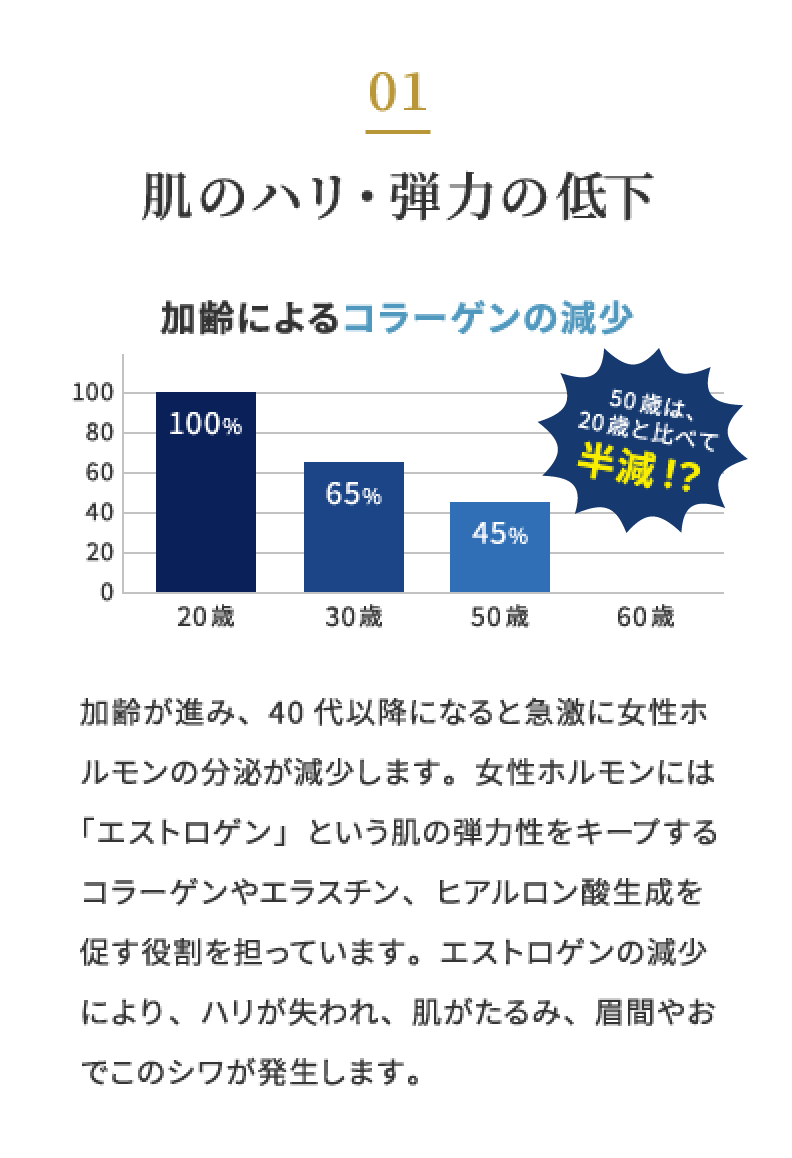 01
肌のハリ・弾力の低下
加齢によるコラーゲンの減少
50歳は、
20歳と比べて
半減!?
100
80
60
40
20
0
100%
65%
45%
20歳
30歳
50歳
60歳
加齢が進み、40 代以降になると急激に女性ホ
ルモンの分泌が減少します。女性ホルモンには
「エストロゲン」という肌の弾力性をキープする
コラーゲンやエラスチン、ヒアルロン酸生成を
促す役割を担っています。エストロゲンの減少
により、ハリが失われ、肌がたるみ、眉間やお
でこのシワが発生します。